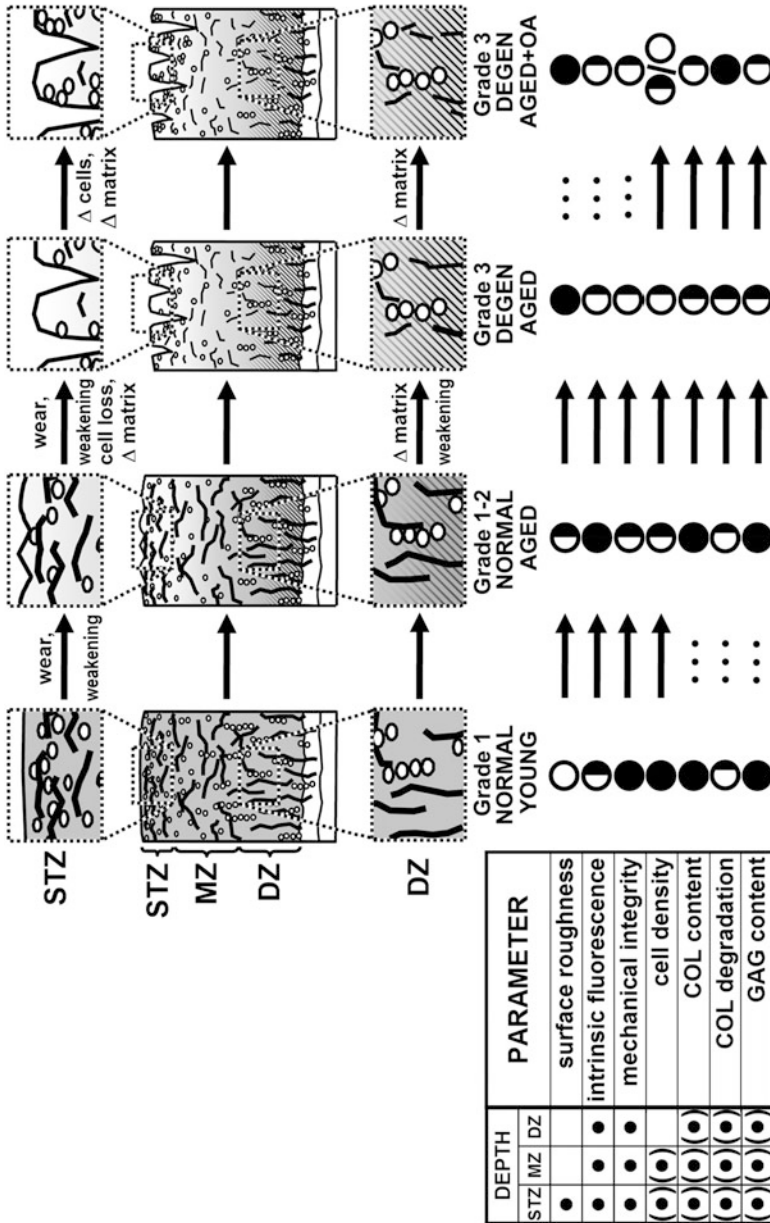 STZ
wear,
weakening
wear,
weakening
cell loss,
Δ matrix
Δ cells,
Δ matrix
STZ
MZ
DZ
DZ
Δ matrix
weakening
Δ matrix
Grade 1
NORMAL
YOUNG
Grade 1-2
NORMAL
AGED
Grade 3
DEGEN
AGED
Grade 3
DEGEN
AGED+OA
DEPTH
STZ MZ DZ
PARAMETER
surface roughness
intrinsic fluorescence
mechanical integrity
cell density
COL content
COL degradation
GAG content